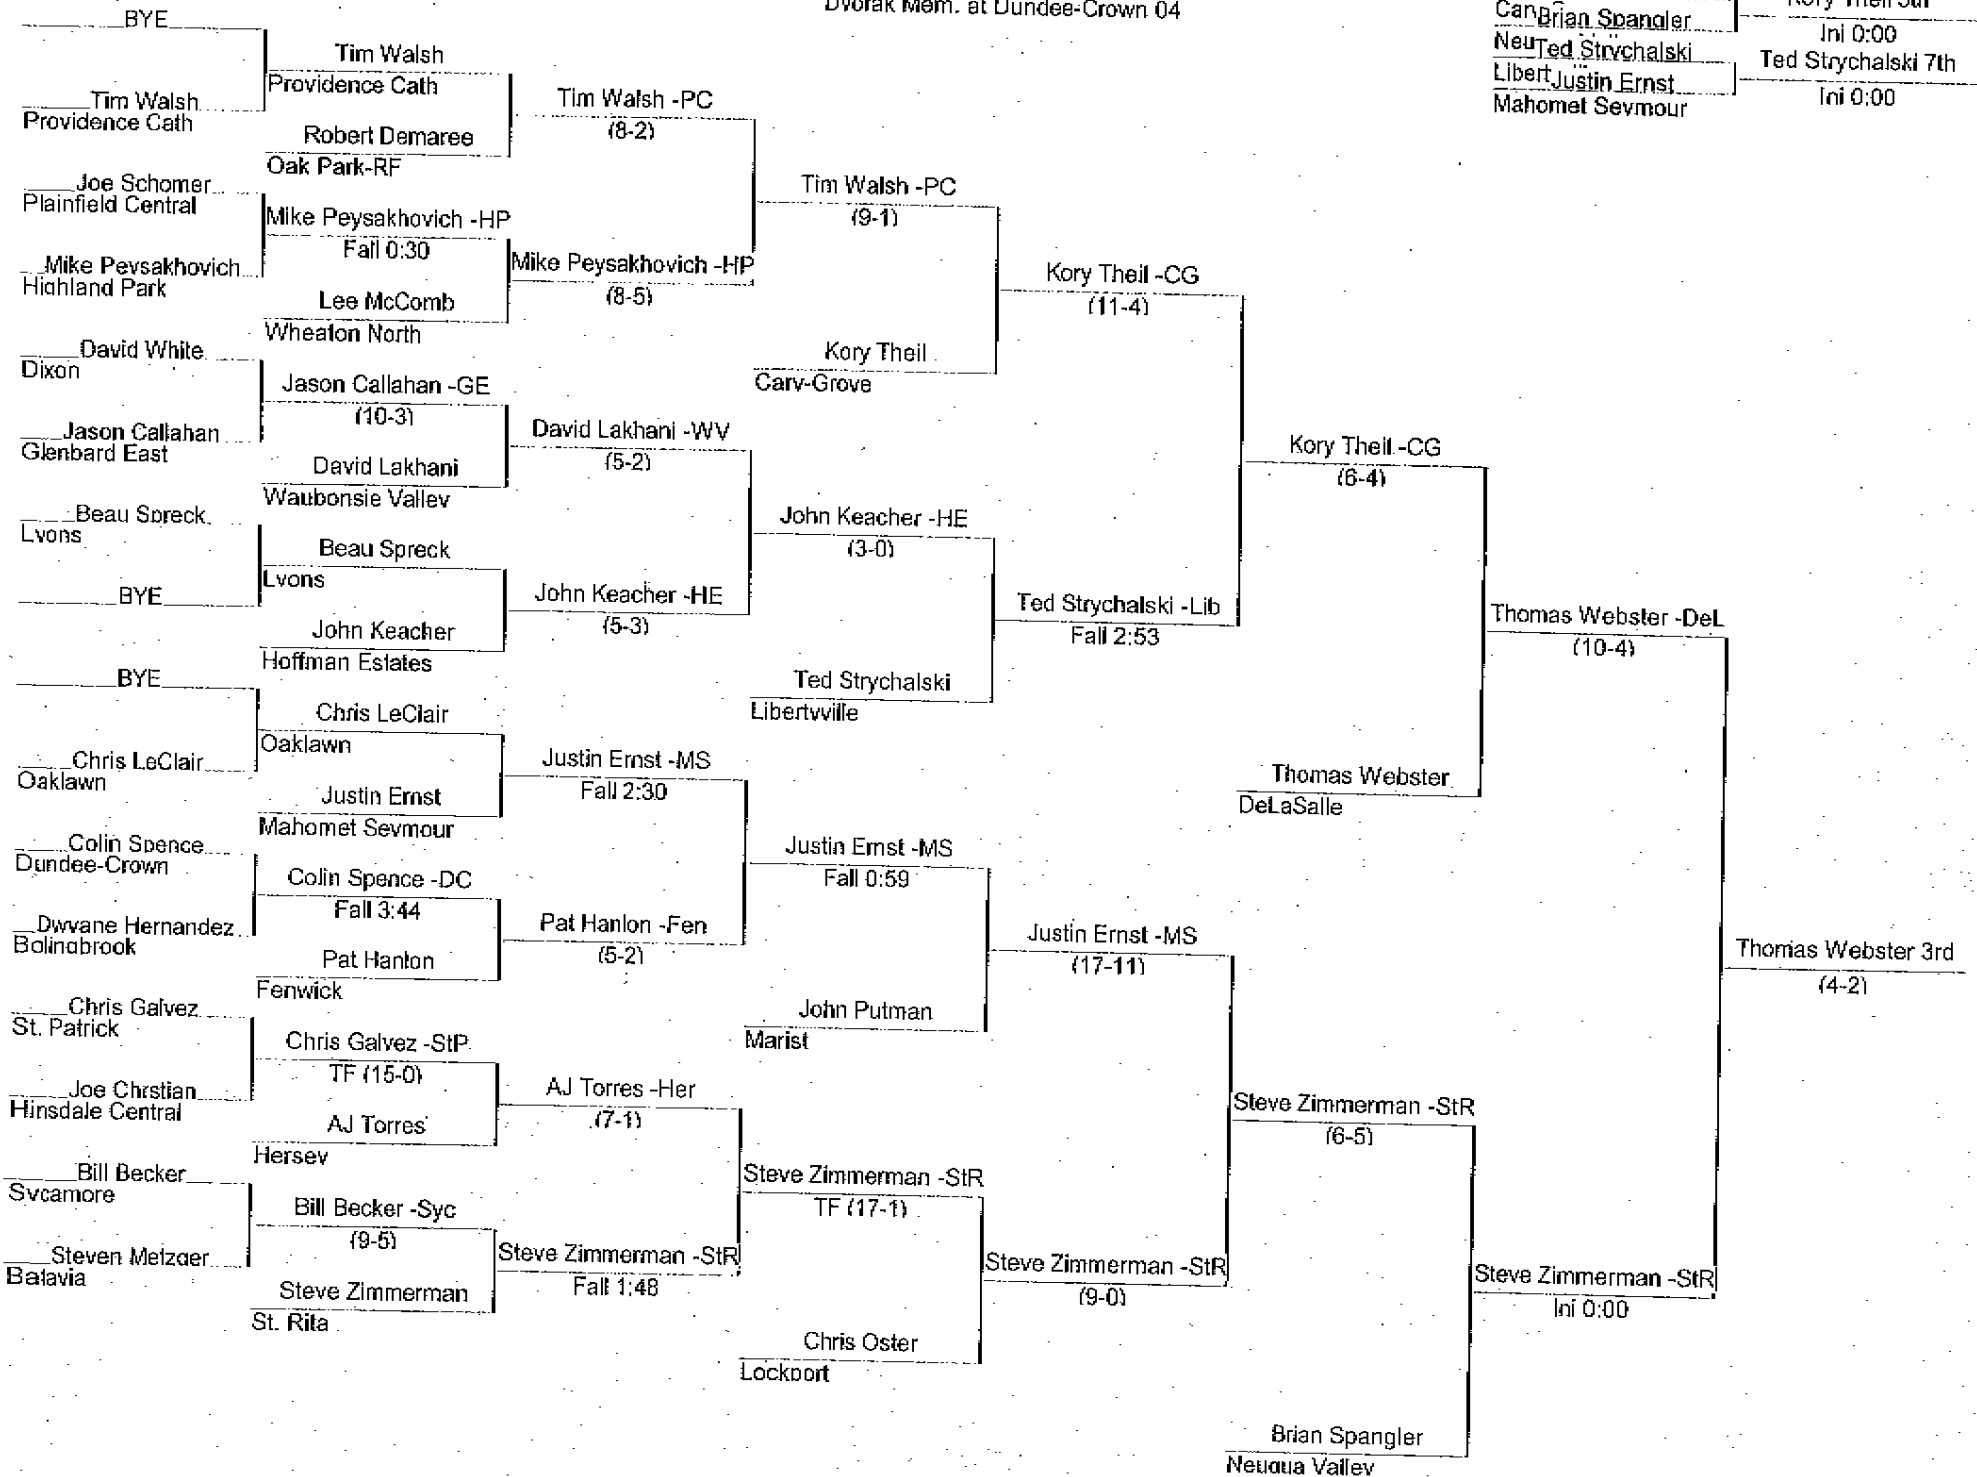 Dvorak Mem. at Dundee-Crown 04
Kory Theil 5th
Brian Spangler
Ini 0:00
Ted Strychalski
Ted Strychalski 7th
Justin Ernst
Ini 0:00
Mahomet Seymour
BYE
Tim Walsh
Providence Cath
Joe Schomer
Plainfield Central
Mike Peysakhovich
Highland Park
David White
Dixon
Jason Callahan
Glenbard East
Beau Spreck
Lyons
BYE
BYE
Chris LeClair
Oaklawn
Colin Spence
Dundee-Crown
Dwyane Hernandez
Bolingbrook
Chris Galvez
St. Patrick
Joe Chrstian
Hinsdale Central
Bill Becker
Sycamore
Steven Metzger
Batavia
Tim Walsh
Providence Cath
Robert Demaree
Oak Park-RF
Mike Peysakhovich -HP
Fall 0:30
Lee McComb
Wheaton North
Jason Callahan -GE
(10-3)
David Lakhani
Waubonsie Valley
Beau Spreck
Lyons
John Keacher
Hoffman Estates
Chris LeClair
Oaklawn
Justin Ernst
Mahomet Seymour
Colin Spence -DC
Fall 3:44
Pat Hanlon
Fenwick
Chris Galvez -StP
TF (15-0)
AJ Torres
Hersey
Bill Becker -Syc
(9-5)
Steve Zimmerman
St. Rita
Tim Walsh -PC
(8-2)
Mike Peysakhovich -HP
(8-5)
David Lakhani -WV
(5-2)
John Keacher -HE
(5-3)
Justin Ernst -MS
Fall 2:30
Pat Hanlon -Fen
(5-2)
AJ Torres -Her
(7-1)
Steve Zimmerman -StR
Fall 1:48
Tim Walsh -PC
(9-1)
Kory Theil
Cary-Grove
John Keacher -HE
(3-0)
Ted Strychalski
Libertyville
Justin Ernst -MS
Fall 0:59
John Putman
Marist
Steve Zimmerman -StR
TF (17-1)
Chris Oster
Lockport
Kory Theil -CG
(11-4)
Ted Strychalski -Lib
Fall 2:53
Justin Ernst -MS
(17-11)
Steve Zimmerman -StR
(9-0)
Kory Theil -CG
(6-4)
Thomas Webster
DeLaSalle
Steve Zimmerman -StR
(6-5)
Brian Spangler
Neuqua Valley
Thomas Webster -DeL
(10-4)
Steve Zimmerman -StR
Ini 0:00
Thomas Webster 3rd
(4-2)